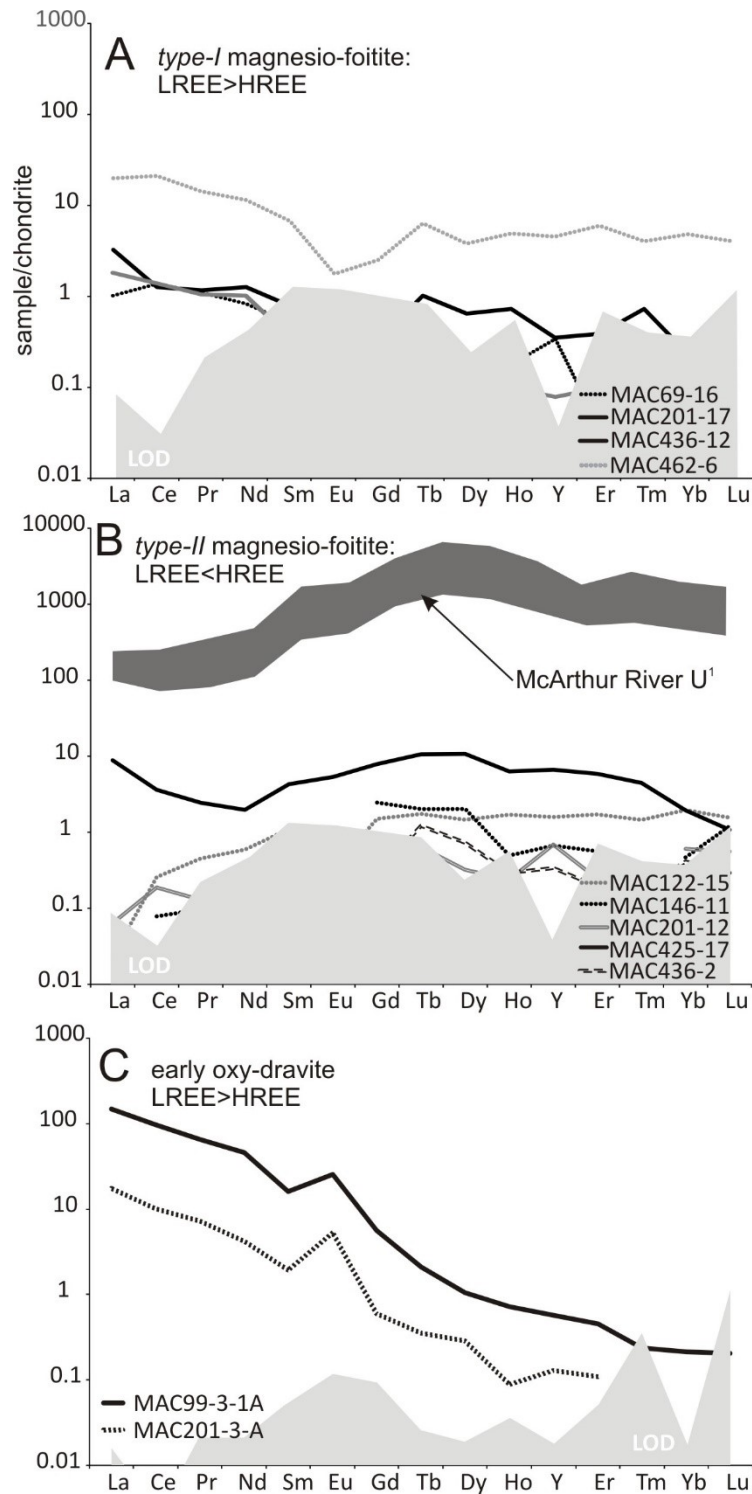 A
type-I magnesio-foitite:
LREE>HREE
1000
100
10
1
0.1
0.01
sample/chondrite
MAC69-16
MAC201-17
MAC436-12
MAC462-6
LOD
La Ce Pr Nd Sm Eu Gd Tb Dy Ho Y Er Tm Yb Lu
B
type-II magnesio-foitite:
LREE<HREE
10000
1000
100
10
1
0.1
0.01
McArthur River U¹
MAC122-15
MAC146-11
MAC201-12
MAC425-17
MAC436-2
LOD
La Ce Pr Nd Sm Eu Gd Tb Dy Ho Y Er Tm Yb Lu
C
early oxy-dravite
LREE>HREE
1000
100
10
1
0.1
0.01
MAC99-3-1A
MAC201-3-A
LOD
La Ce Pr Nd Sm Eu Gd Tb Dy Ho Y Er Tm Yb Lu